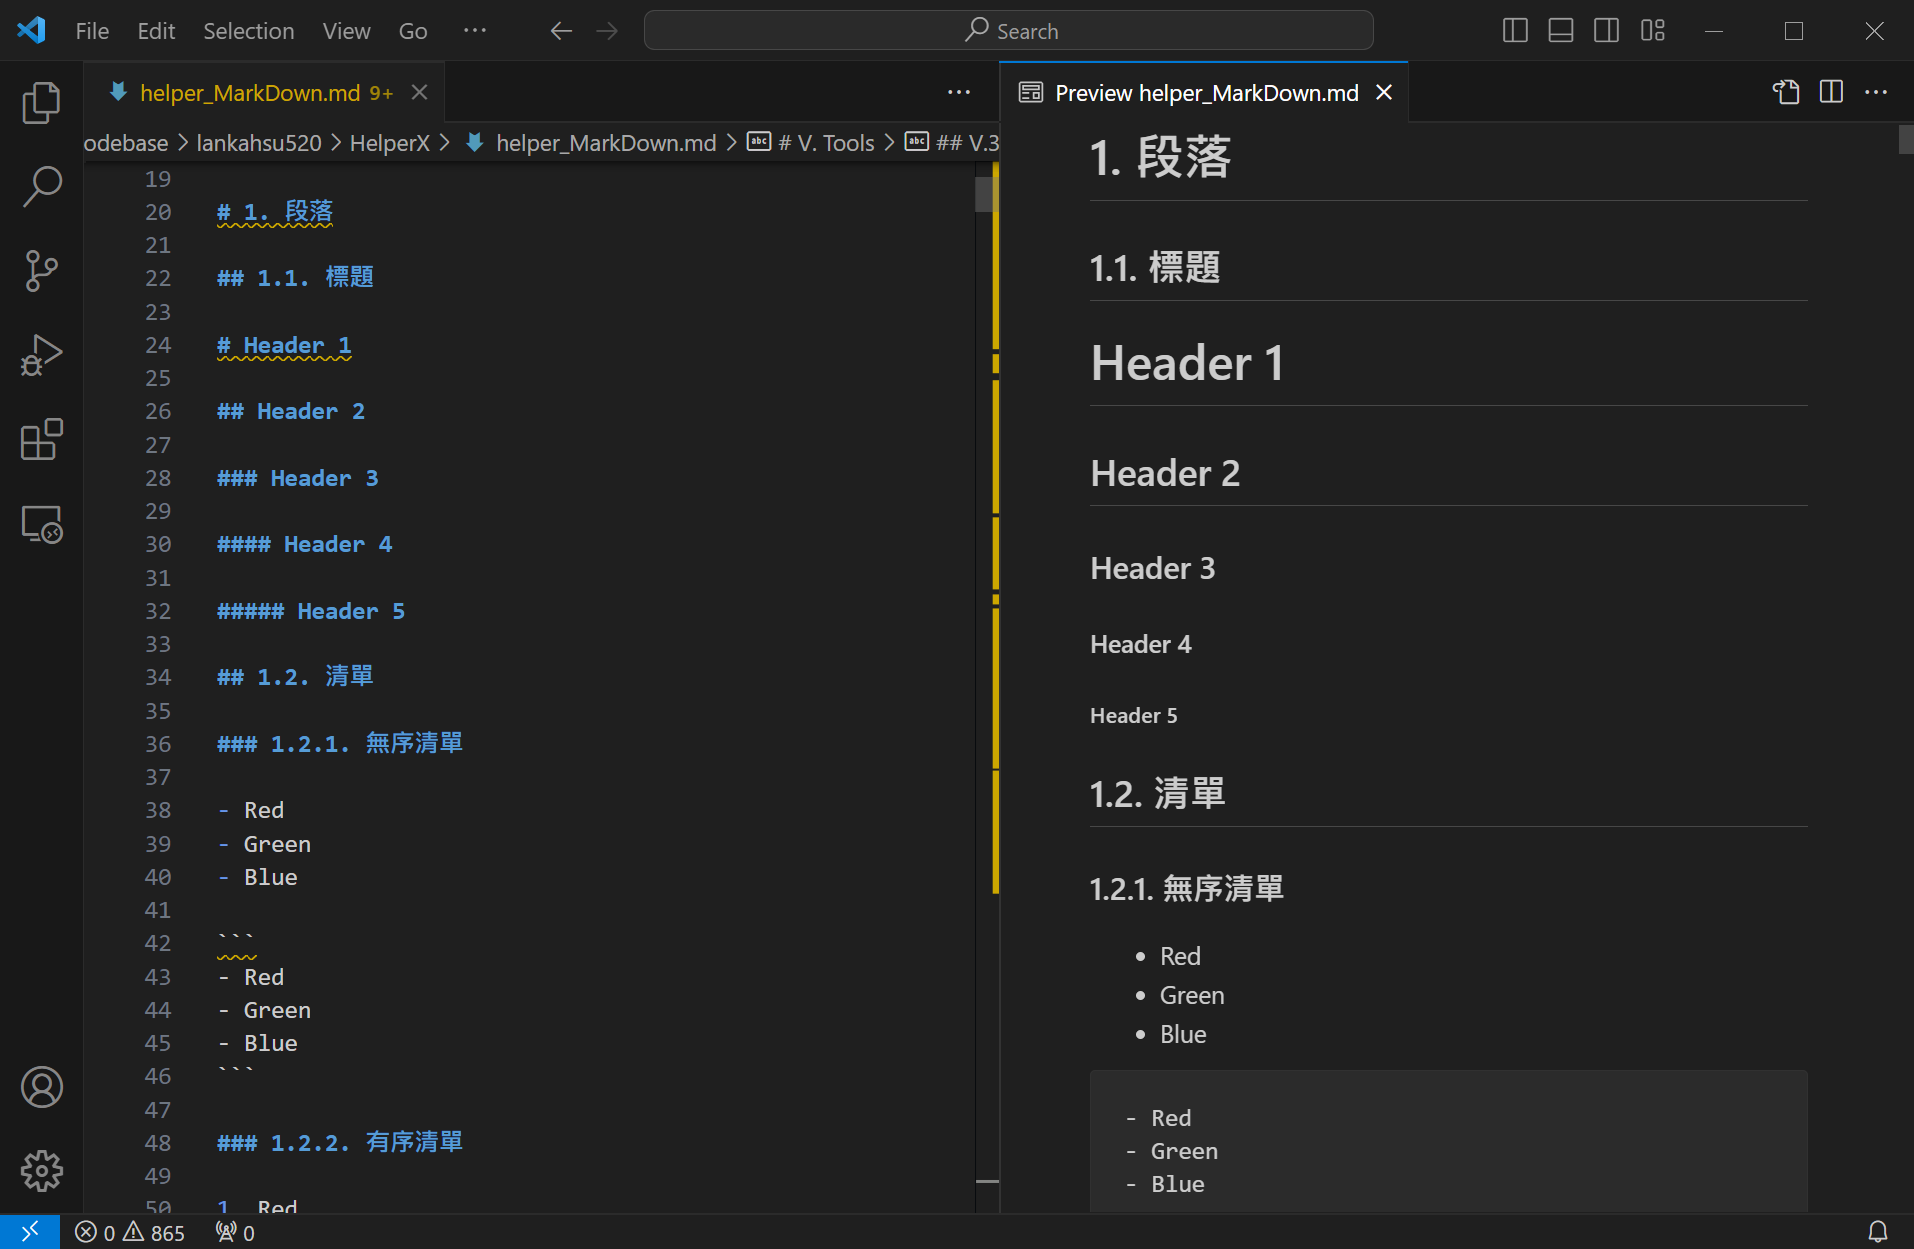 File Edit Selection View Go ··· Search
helper_MarkDown.md 9+
odebase > lankahsu520 > HelperX > helper_MarkDown.md > # V. Tools > ## V.3
19
20 # 1. 段落
21
22 ## 1.1. 標題
23
24 # Header 1
25
26 ## Header 2
27
28 ### Header 3
29
30 #### Header 4
31
32 ##### Header 5
33
34 ## 1.2. 清單
35
36 ### 1.2.1. 無序清單
37
38 - Red
39 - Green
40 - Blue
41
42 ```
43 - Red
44 - Green
45 - Blue
46 ```
47
48 ### 1.2.2. 有序清單
49
50 1. Red
Preview helper_MarkDown.md
1. 段落
1.1. 標題
Header 1
Header 2
Header 3
Header 4
Header 5
1.2. 清單
1.2.1. 無序清單
• Red
• Green
• Blue
- Red
- Green
- Blue
0 865 0